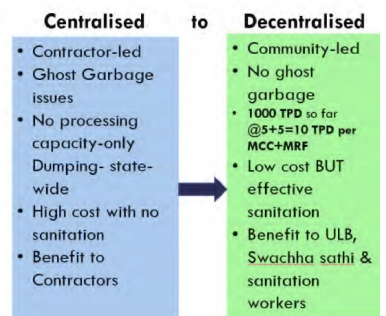 Centralised to Decentralised
• Contractor-led
• Ghost Garbage
issues
• No processing
capacity-only
Dumping- state-
wide
• High cost with no
sanitation
• Benefit to
Contractors
• Community-led
• No ghost
garbage
• 1000 TPD so far
@5+5=10 TPD per
MCC+MRF
• Low cost BUT
effective
sanitation
• Benefit to ULB,
Swachha sathi &
sanitation
workers